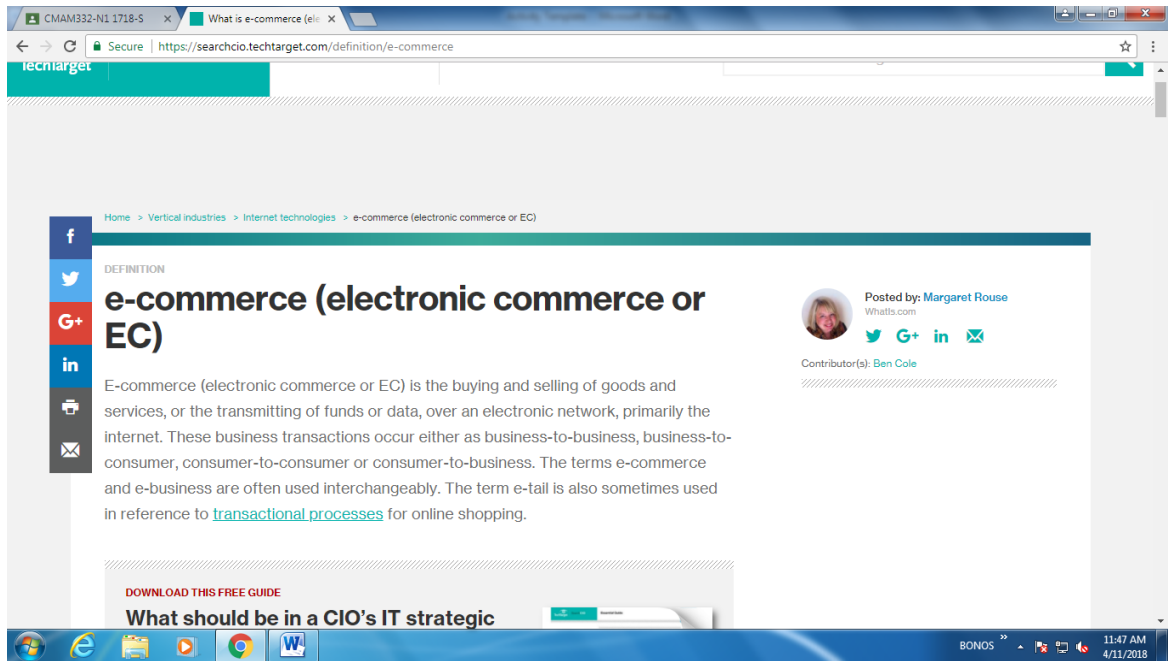 CMAM332-N1 1718-S
What is e-commerce (ele
Secure | https://searchcio.techtarget.com/definition/e-commerce
TechTarget
Home > Vertical industries > Internet technologies > e-commerce (electronic commerce or EC)
DEFINITION
e-commerce (electronic commerce or
EC)
E-commerce (electronic commerce or EC) is the buying and selling of goods and
services, or the transmitting of funds or data, over an electronic network, primarily the
internet. These business transactions occur either as business-to-business, business-to-
consumer, consumer-to-consumer or consumer-to-business. The terms e-commerce
and e-business are often used interchangeably. The term e-tail is also sometimes used
in reference to transactional processes for online shopping.
Posted by: Margaret Rouse
WhatIs.com
G+ in
Contributor(s): Ben Cole
f
G+
in
DOWNLOAD THIS FREE GUIDE
What should be in a CIO's IT strategic
W
BONOS
11:47 AM
4/11/2018